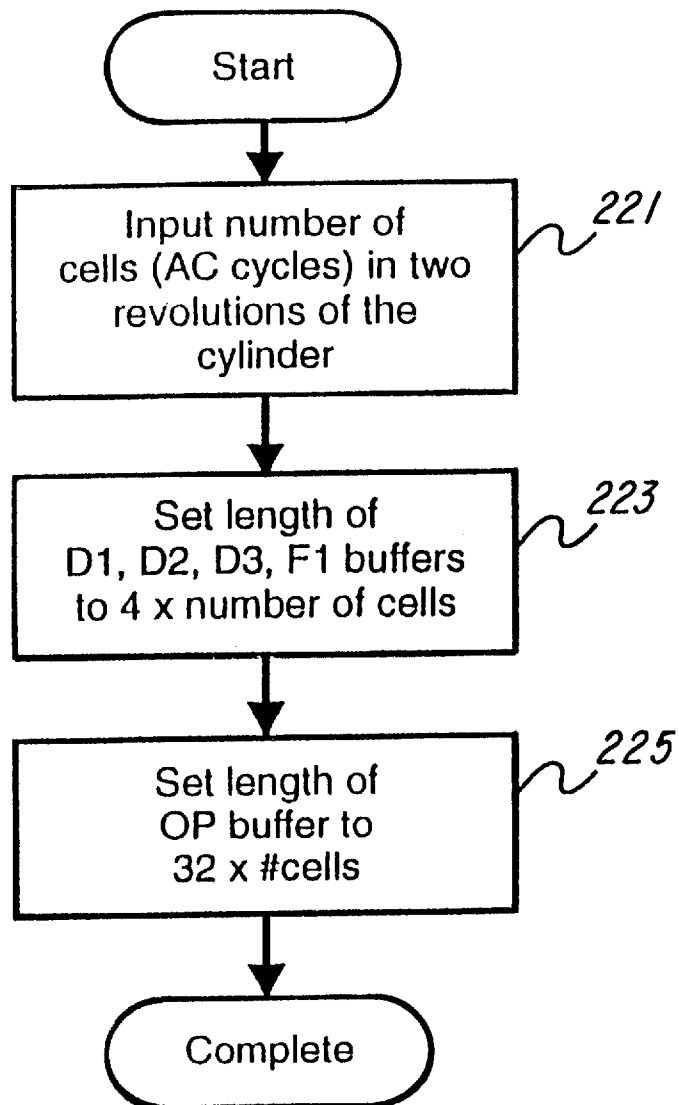 Start
Input number of
cells (AC cycles) in two
revolutions of the
cylinder
221
Set length of
D1, D2, D3, F1 buffers
to 4 x number of cells
223
Set length of
OP buffer to
32 x #cells
225
Complete